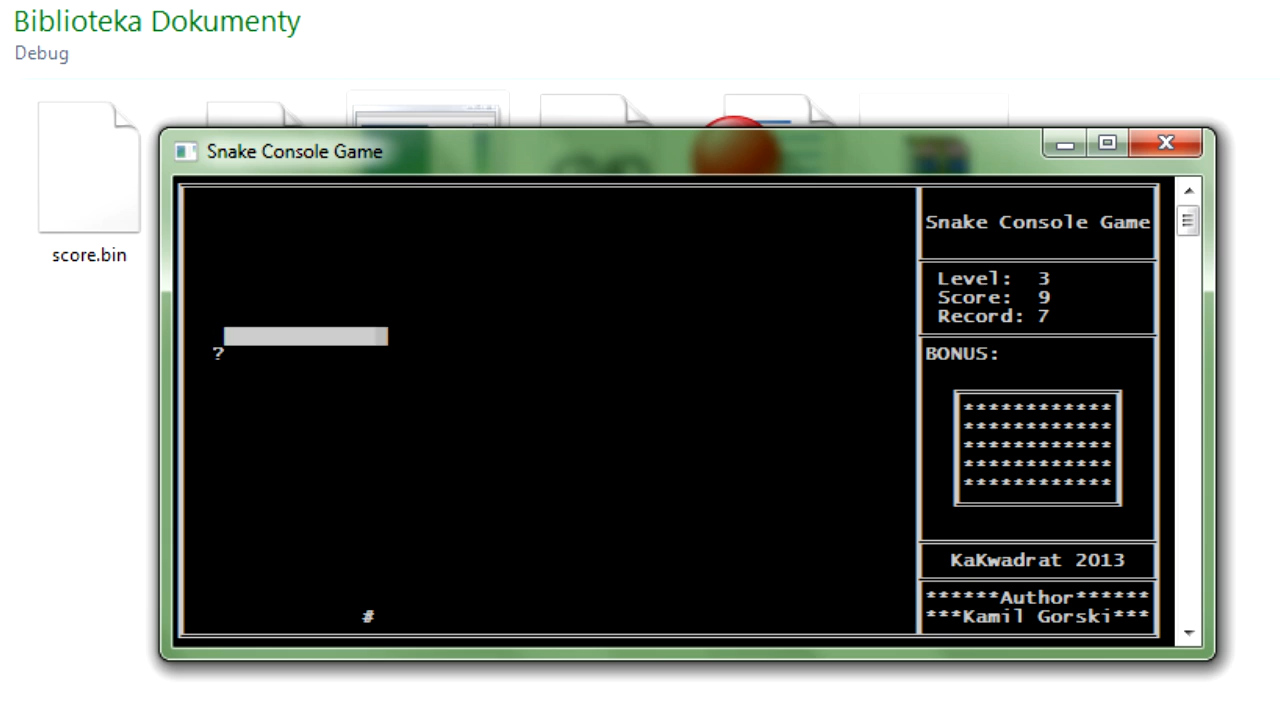 Biblioteka Dokumenty
Debug
score.bin
Snake Console Game
Snake Console Game
Level: 3
Score: 9
Record: 7
?
BONUS:
************
************
************
************
************
KaKwadrat 2013
******Author******
#
***Kamil Gorski***